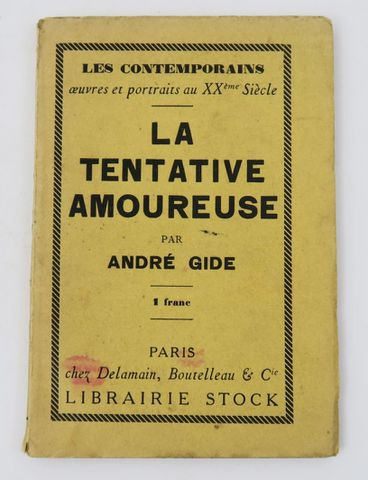 LES CONTEMPORAINS
œuvres et portraits au XXème Siècle
LA
TENTATIVE
AMOUREUSE
PAR
ANDRÉ GIDE
1 franc
PARIS
chez Delamain, Boutelleau & Cie
LIBRAIRIE STOCK